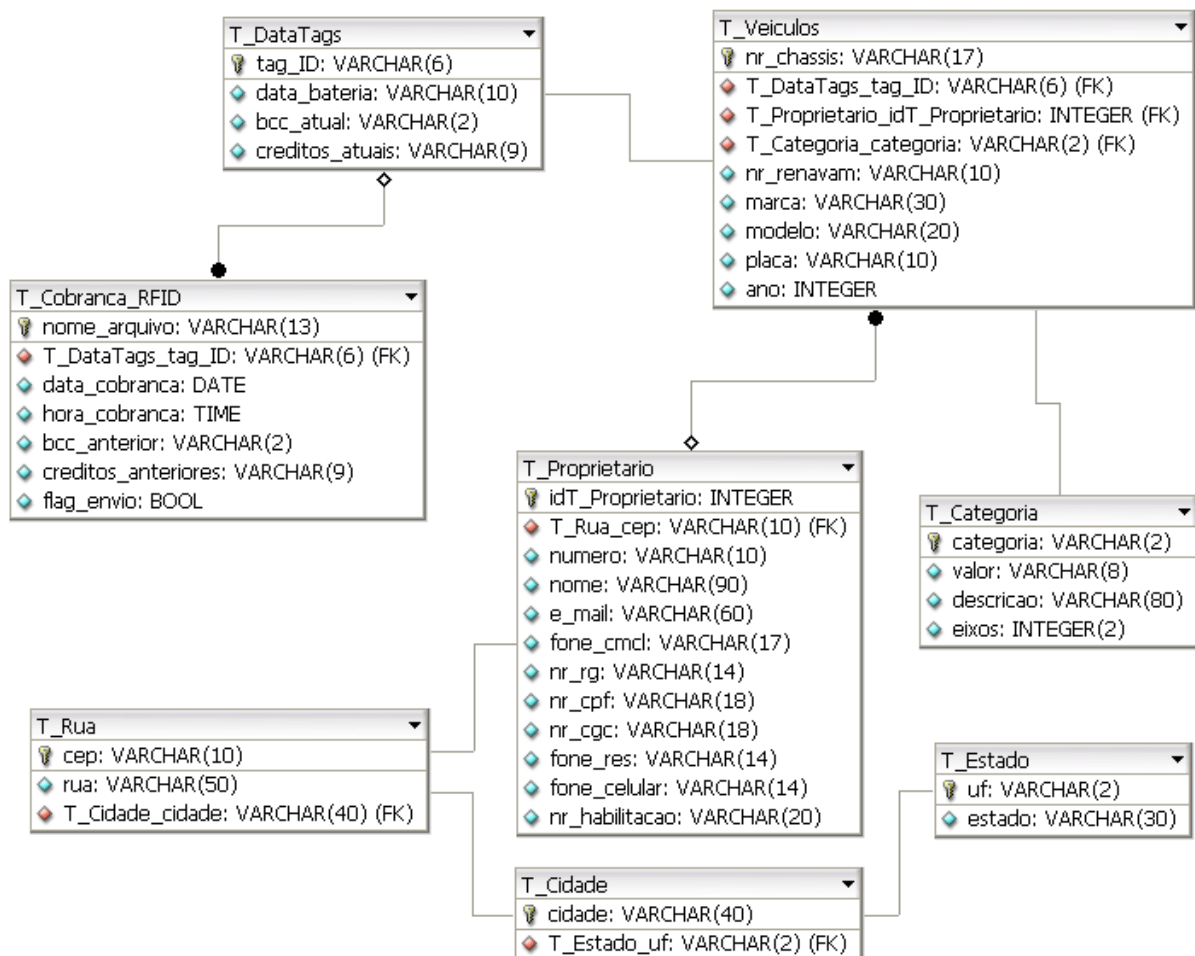 T_DataTags
tag_ID: VARCHAR(6)
data_bateria: VARCHAR(10)
bcc_atual: VARCHAR(2)
creditos_atuais: VARCHAR(9)
T_Veiculos
nr_chassis: VARCHAR(17)
T_DataTags_tag_ID: VARCHAR(6) (FK)
T_Proprietario_idT_Proprietario: INTEGER (FK)
T_Categoria_categoria: VARCHAR(2) (FK)
nr_renavam: VARCHAR(10)
marca: VARCHAR(30)
modelo: VARCHAR(20)
placa: VARCHAR(10)
ano: INTEGER
T_Cobranca_RFID
nome_arquivo: VARCHAR(13)
T_DataTags_tag_ID: VARCHAR(6) (FK)
data_cobranca: DATE
hora_cobranca: TIME
bcc_anterior: VARCHAR(2)
creditos_anteriores: VARCHAR(9)
flag_envio: BOOL
T_Proprietario
idT_Proprietario: INTEGER
T_Rua_cep: VARCHAR(10) (FK)
numero: VARCHAR(10)
nome: VARCHAR(90)
e_mail: VARCHAR(60)
fone_cmcl: VARCHAR(17)
nr_rg: VARCHAR(14)
nr_cpf: VARCHAR(18)
nr_cgc: VARCHAR(18)
fone_res: VARCHAR(14)
fone_celular: VARCHAR(14)
nr_habilitacao: VARCHAR(20)
T_Categoria
categoria: VARCHAR(2)
valor: VARCHAR(8)
descricao: VARCHAR(80)
eixos: INTEGER(2)
T_Rua
cep: VARCHAR(10)
rua: VARCHAR(50)
T_Cidade_cidade: VARCHAR(40) (FK)
T_Estado
uf: VARCHAR(2)
estado: VARCHAR(30)
T_Cidade
cidade: VARCHAR(40)
T_Estado_uf: VARCHAR(2) (FK)